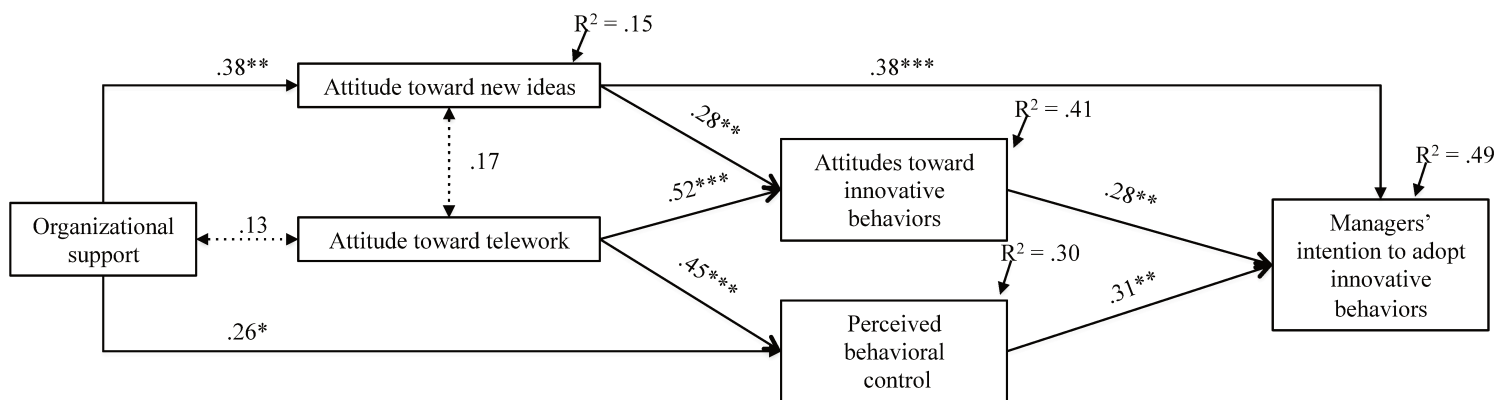 R² = .15
.38**
Attitude toward new ideas
.38***
.28**
R² = .41
Attitudes toward
innovative
behaviors
.17
.52***
R² = .49
Organizational
support
.13
Attitude toward telework
.28**
Managers’
intention to adopt
innovative
behaviors
R² = .30
.45***
.31**
.26*
Perceived
behavioral
control